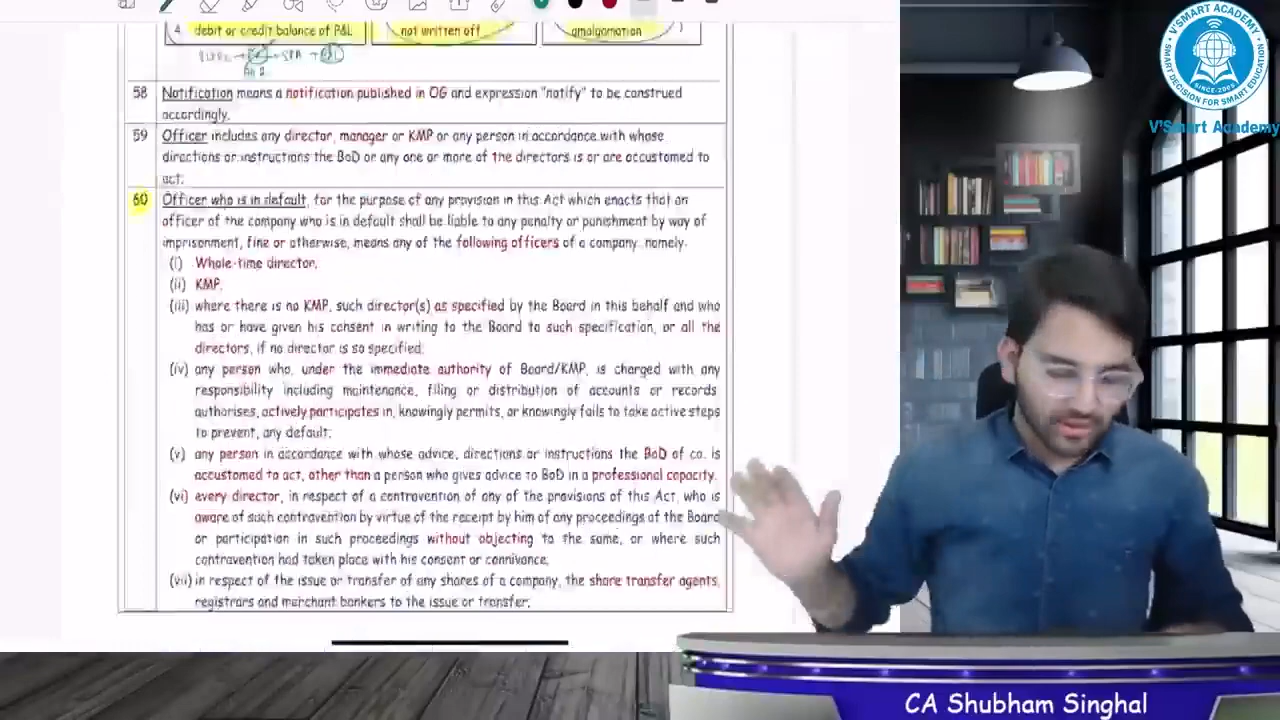 4. debit or credit balance of P&L
not written off
amalgamation
58 Notification means a notification published in OG and expression "notify" to be construed
accordingly.
59 Officer includes any director, manager or KMP or any person in accordance with whose
directions or instructions the BoD or any one or more of the directors is or are accustomed to
act;
60 Officer who is in default, for the purpose of any provision in this Act which enacts that an
officer of the company who is in default shall be liable to any penalty or punishment by way of
imprisonment, fine or otherwise, means any of the following officers of a company, namely
(i) Whole-time director,
(ii) KMP,
(iii) where there is no KMP, such director(s) as specified by the Board in this behalf and who
has or have given his consent in writing to the Board to such specification, or all the
directors, if no director is so specified;
(iv) any person who, under the immediate authority of Board/KMP, is charged with any
responsibility including maintenance, filing or distribution of accounts or records
authorises, actively participates in, knowingly permits, or knowingly fails to take active steps
to prevent, any default;
(v) any person in accordance with whose advice, directions or instructions the BoD of co. is
accustomed to act, other than a person who gives advice to BoD in a professional capacity.
(vi) every director, in respect of a contravention of any of the provisions of this Act, who is
aware of such contravention by virtue of the receipt by him of any proceedings of the Board
or participation in such proceedings without objecting to the same, or where such
contravention had taken place with his consent or connivance.
(vii) in respect of the issue or transfer of any shares of a company, the share transfer agents,
registrars and merchant bankers to the issue or transfer;
V'SMART ACADEMY
SINCE-2005
SMART DECISION FOR SMART EDUCATION
V'Smart Academy
CA Shubham Singhal